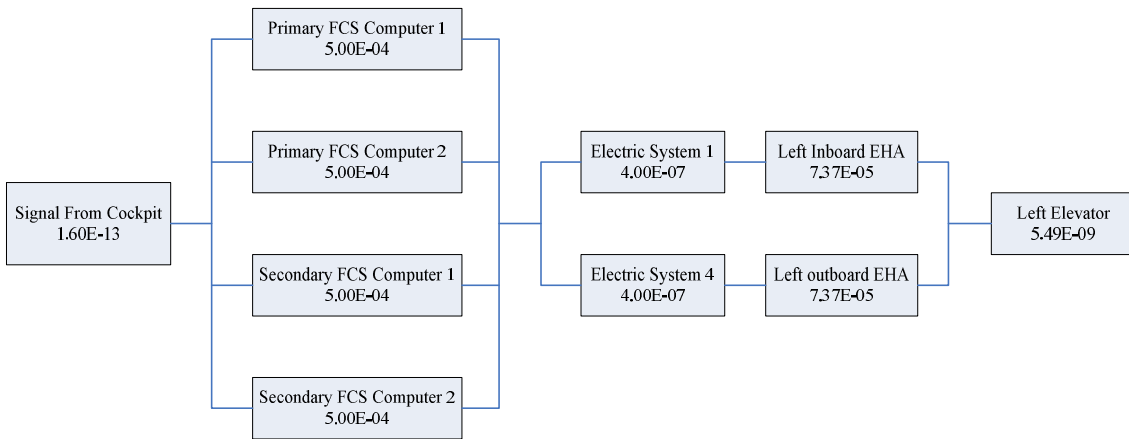 Signal From Cockpit
1.60E-13
Primary FCS Computer 1
5.00E-04
Primary FCS Computer 2
5.00E-04
Secondary FCS Computer 1
5.00E-04
Secondary FCS Computer 2
5.00E-04
Electric System 1
4.00E-07
Left Inboard EHA
7.37E-05
Electric System 4
4.00E-07
Left outboard EHA
7.37E-05
Left Elevator
5.49E-09